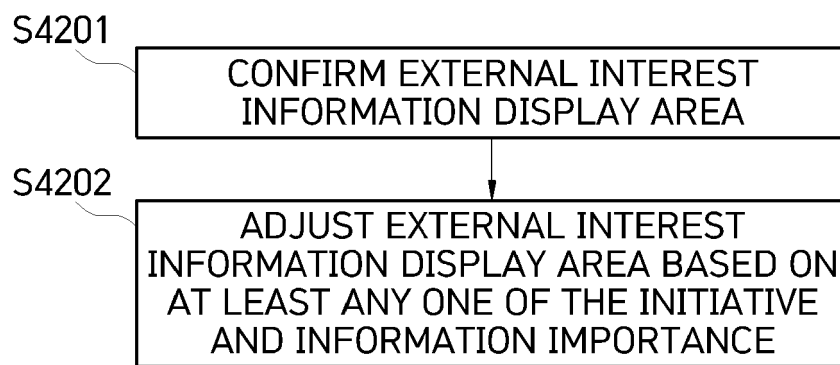 S4201
CONFIRM EXTERNAL INTEREST
INFORMATION DISPLAY AREA
S4202
ADJUST EXTERNAL INTEREST
INFORMATION DISPLAY AREA BASED ON
AT LEAST ANY ONE OF THE INITIATIVE
AND INFORMATION IMPORTANCE